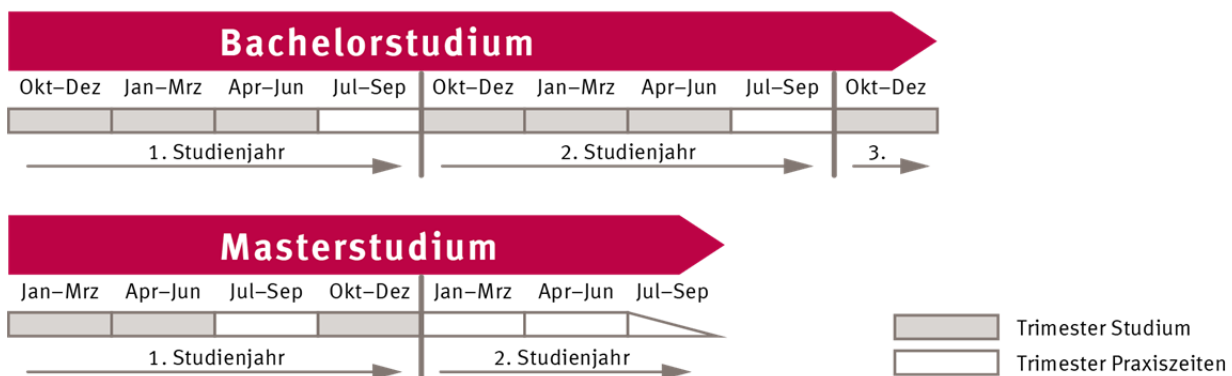 Bachelorstudium
Okt–Dez Jan–Mrz Apr–Jun Jul–Sep Okt–Dez Jan–Mrz Apr–Jun Jul–Sep Okt–Dez
1. Studienjahr 2. Studienjahr 3.
Masterstudium
Jan–Mrz Apr–Jun Jul–Sep Okt–Dez Jan–Mrz Apr–Jun Jul–Sep
Trimester Studium
1. Studienjahr 2. Studienjahr
Trimester Praxiszeiten